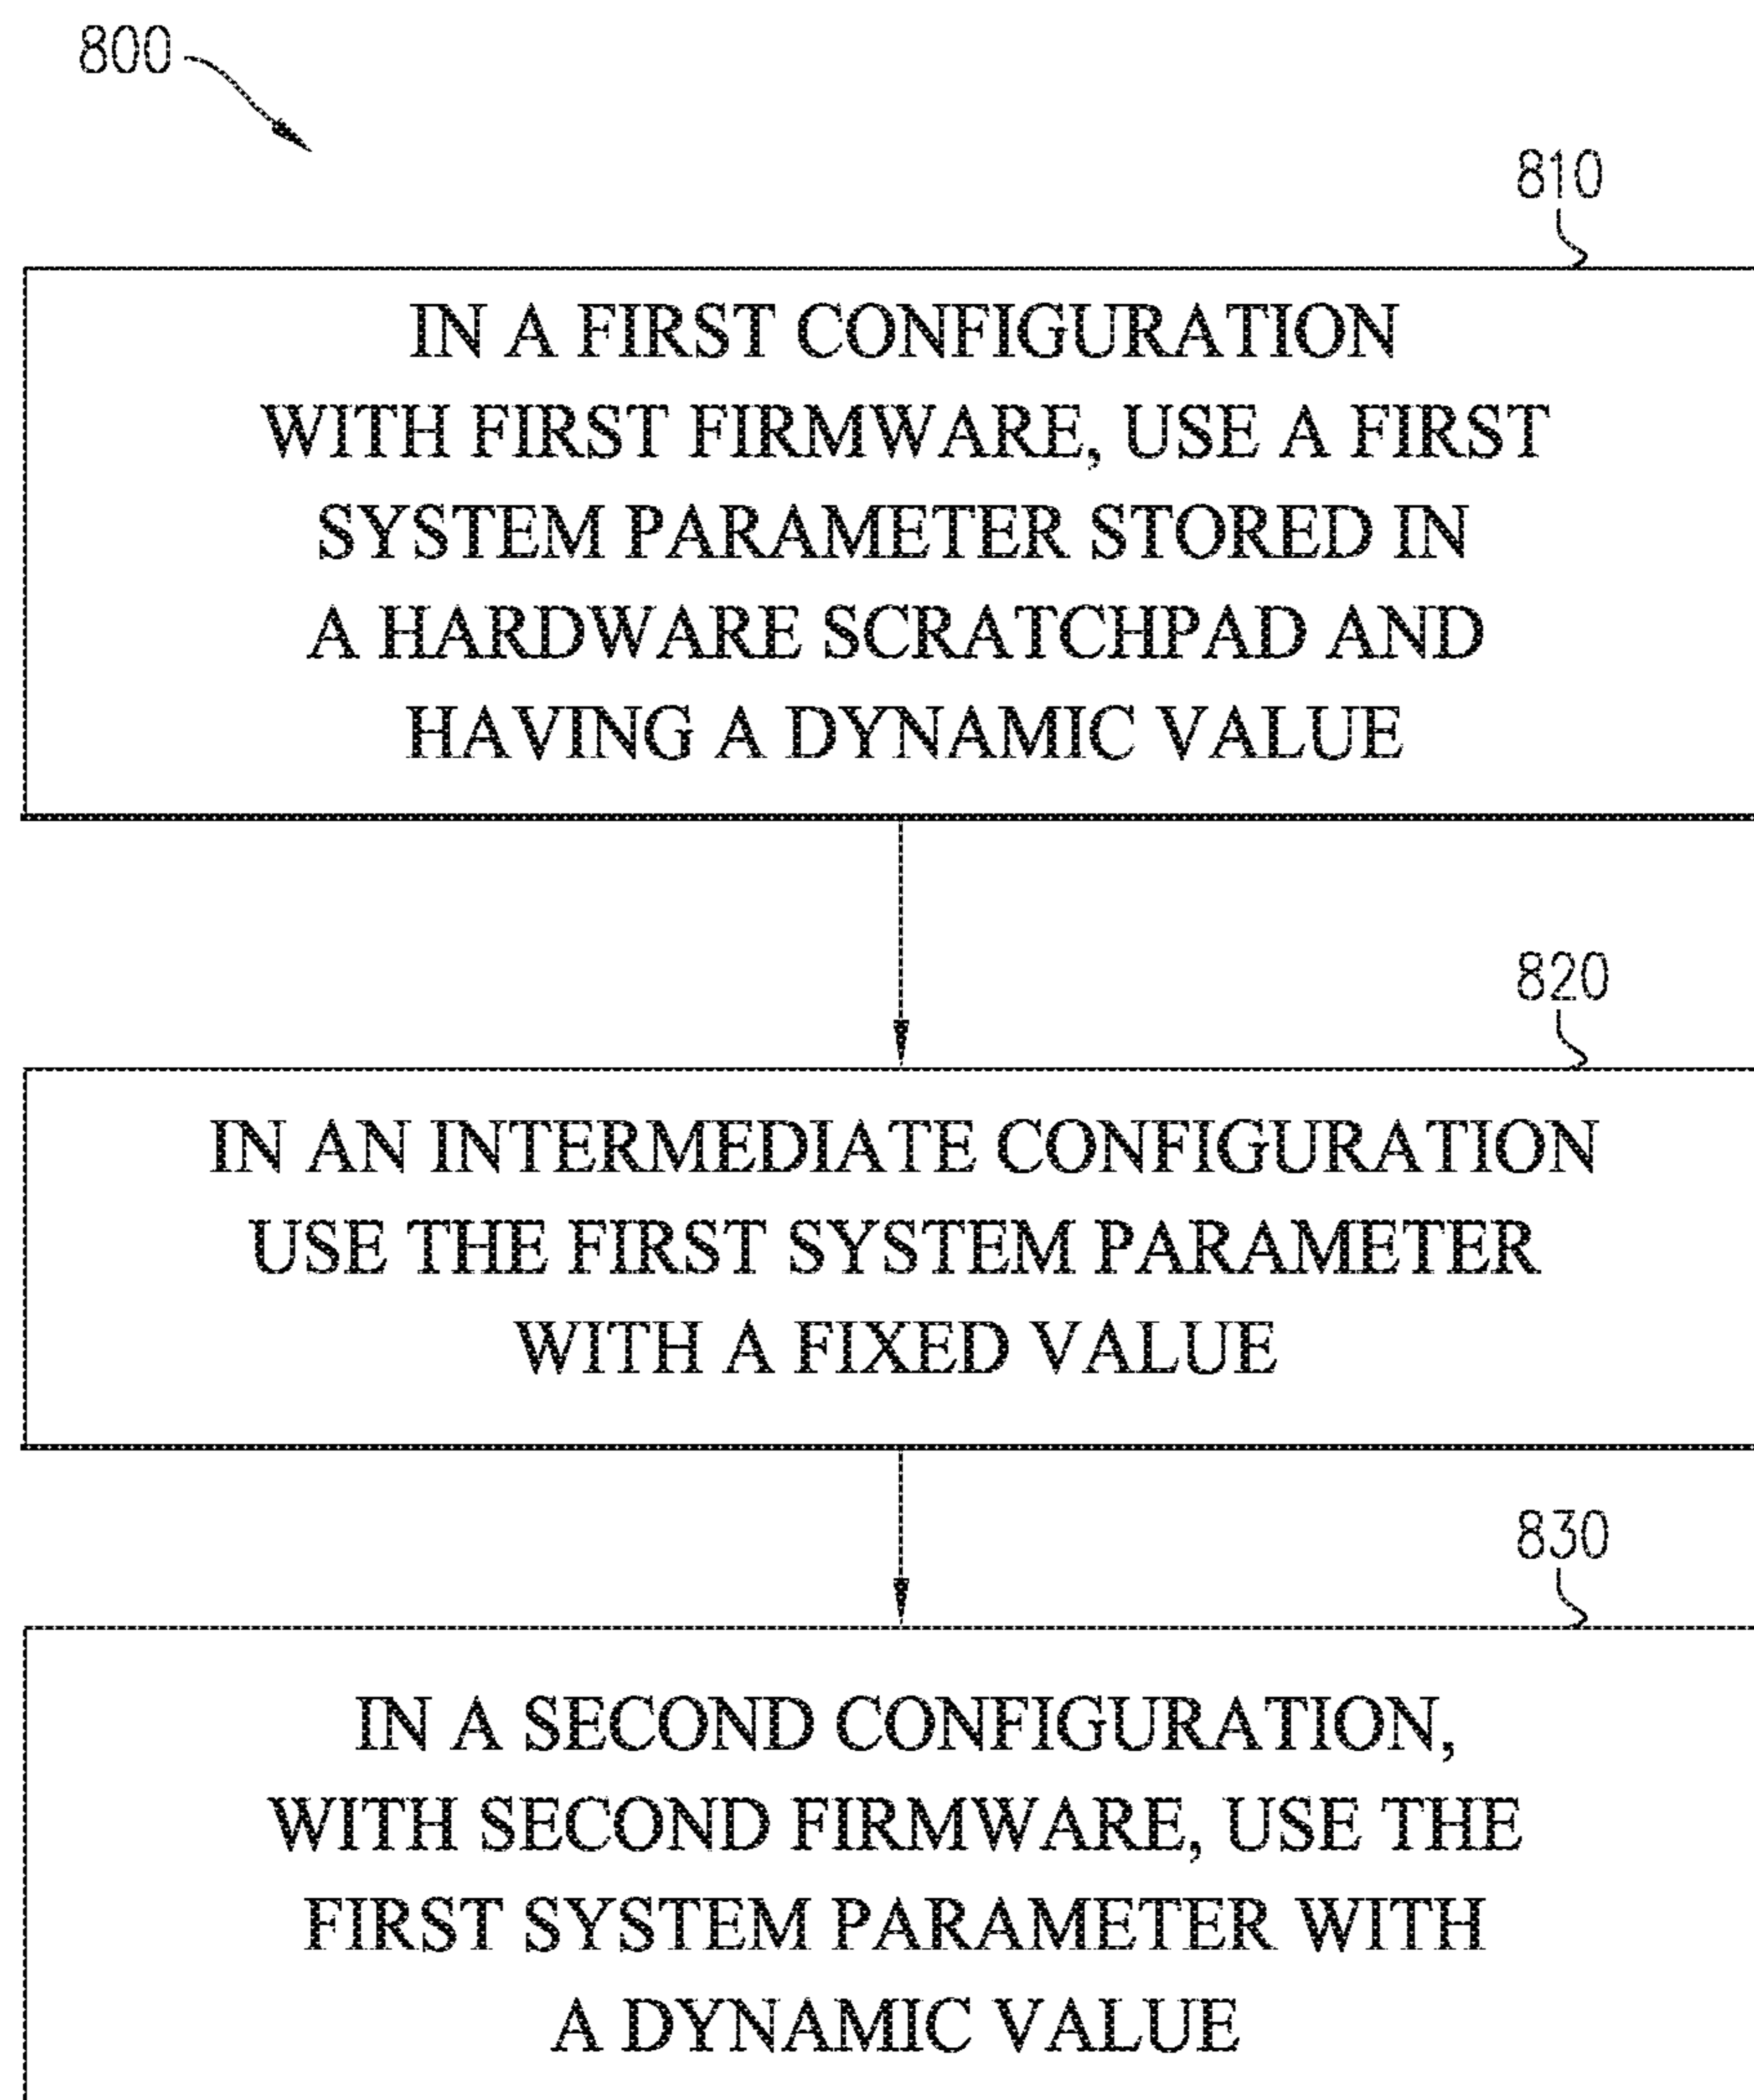 800
810
IN A FIRST CONFIGURATION
WITH FIRST FIRMWARE, USE A FIRST
SYSTEM PARAMETER STORED IN
A HARDWARE SCRATCHPAD AND
HAVING A DYNAMIC VALUE
820
IN AN INTERMEDIATE CONFIGURATION
USE THE FIRST SYSTEM PARAMETER
WITH A FIXED VALUE
830
IN A SECOND CONFIGURATION,
WITH SECOND FIRMWARE, USE THE
FIRST SYSTEM PARAMETER WITH
A DYNAMIC VALUE